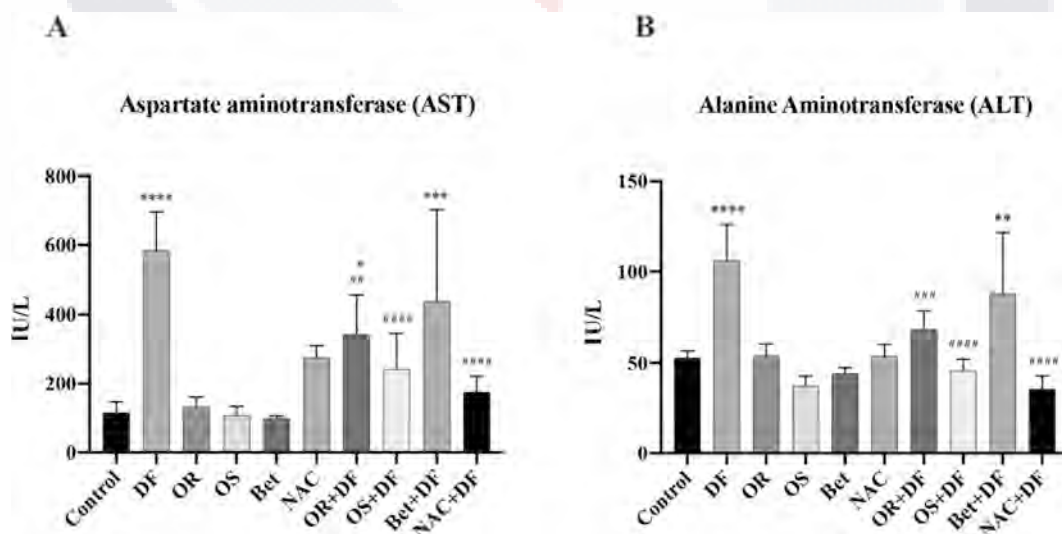 A
Aspartate aminotransferase (AST)
IU/L
800
600
400
200
0
****
*
##
####
***
####
Control
DF
OR
OS
Bet
NAC
OR+DF
OS+DF
Bet+DF
NAC+DF
B
Alanine Aminotransferase (ALT)
IU/L
150
100
50
0
****
###
####
**
####
Control
DF
OR
OS
Bet
NAC
OR+DF
OS+DF
Bet+DF
NAC+DF